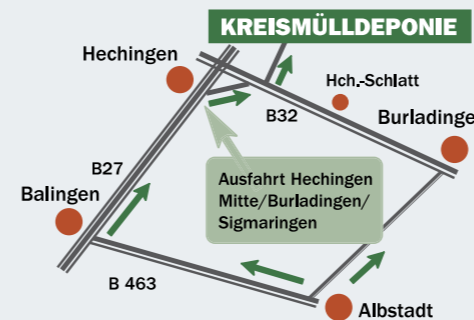 KREISMÜLLDEPONIE
Hechingen
Hch.-Schlatt
B32
Burladinge
B27
Ausfahrt Hechingen
Mitte/Burladingen/
Sigmaringen
Balingen
B 463
Albstadt